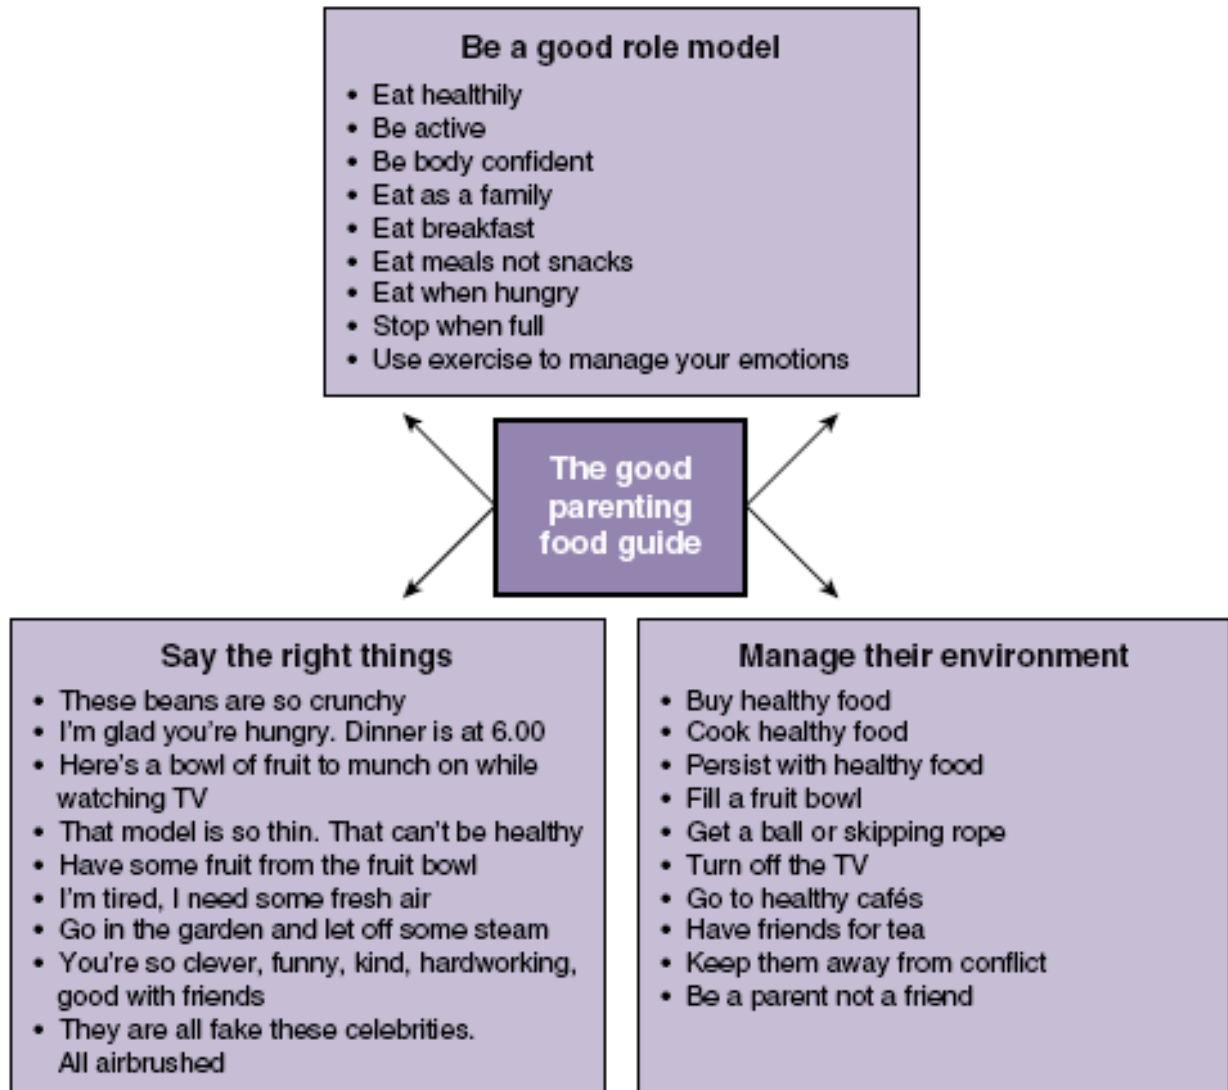 Be a good role model
• Eat healthily
• Be active
• Be body confident
• Eat as a family
• Eat breakfast
• Eat meals not snacks
• Eat when hungry
• Stop when full
• Use exercise to manage your emotions
The good
parenting
food guide
Say the right things
• These beans are so crunchy
• I'm glad you're hungry. Dinner is at 6.00
• Here's a bowl of fruit to munch on while
watching TV
• That model is so thin. That can't be healthy
• Have some fruit from the fruit bowl
• I'm tired, I need some fresh air
• Go in the garden and let off some steam
• You're so clever, funny, kind, hardworking,
good with friends
• They are all fake these celebrities.
All airbrushed
Manage their environment
• Buy healthy food
• Cook healthy food
• Persist with healthy food
• Fill a fruit bowl
• Get a ball or skipping rope
• Turn off the TV
• Go to healthy cafés
• Have friends for tea
• Keep them away from conflict
• Be a parent not a friend